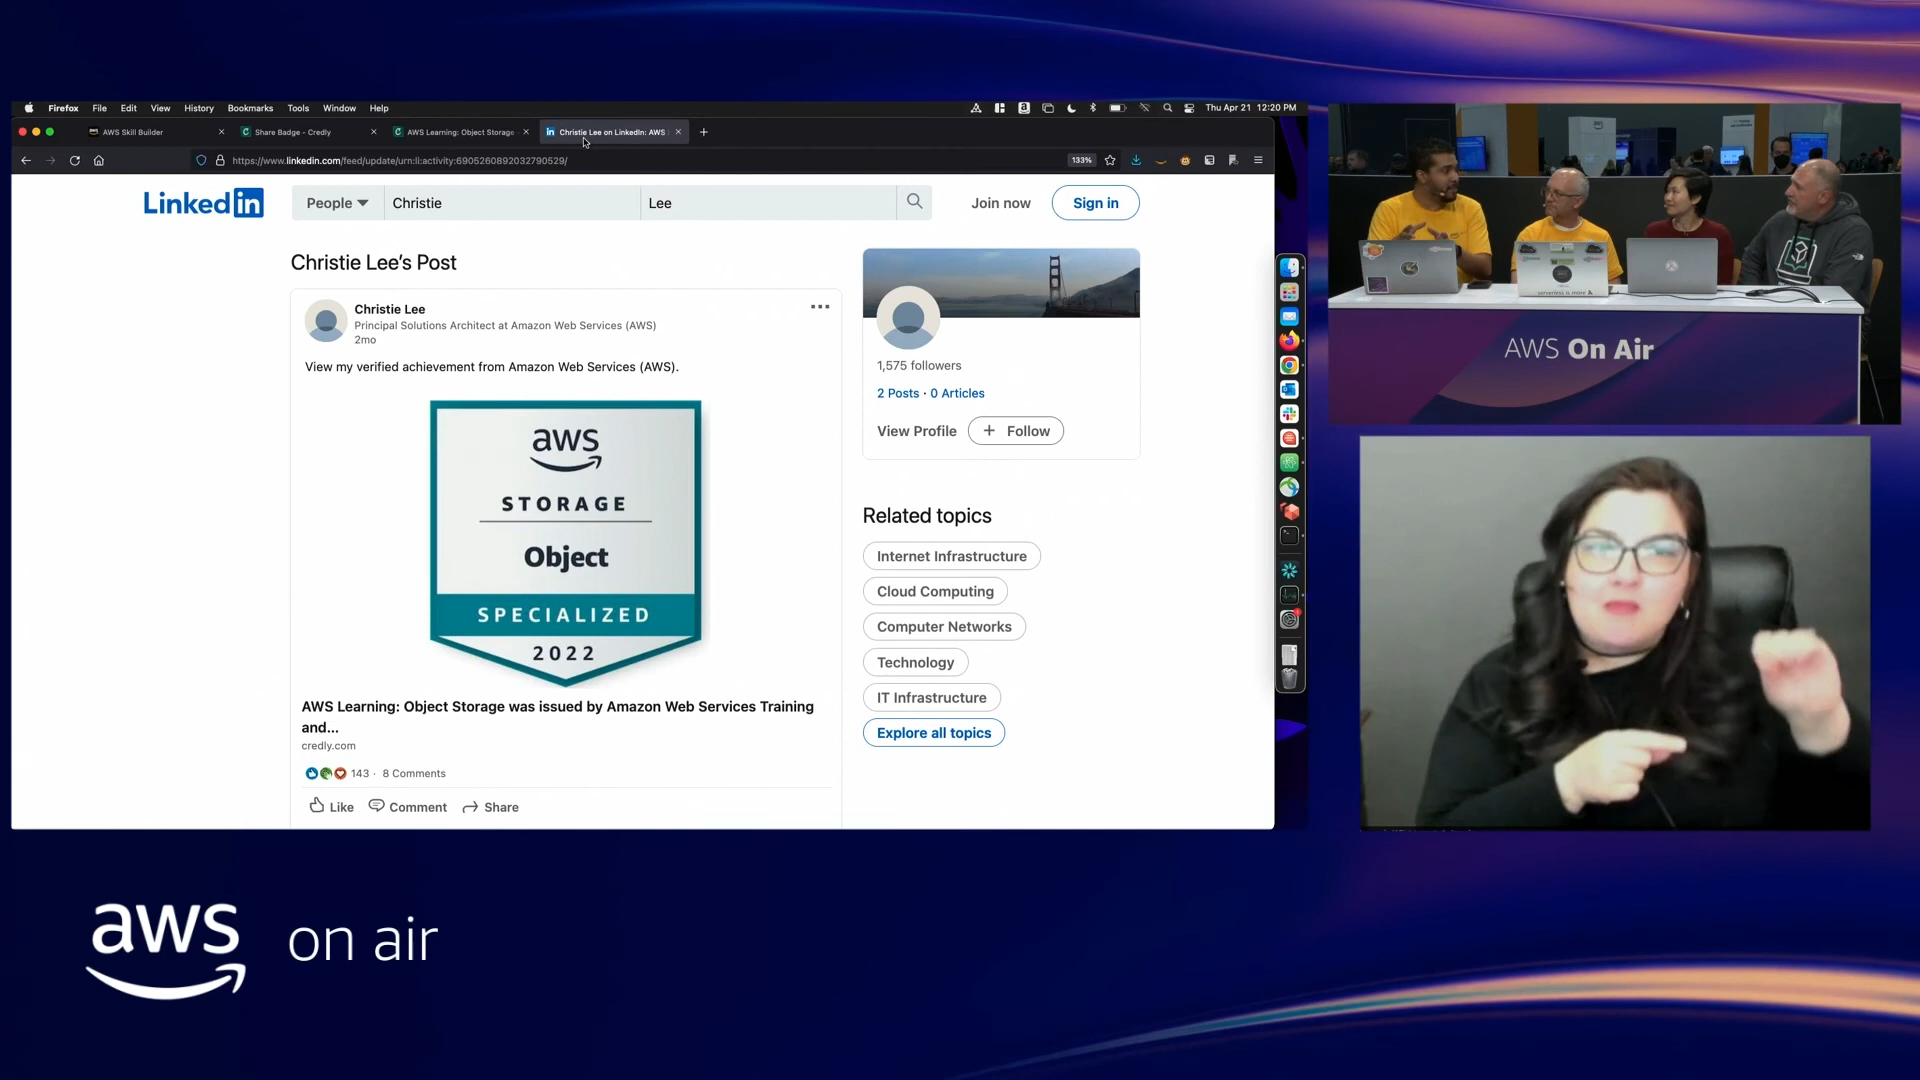 Firefox File Edit View History Bookmarks Tools Window Help
Thu Apr 21 12:20 PM
AWS Skill Builder
Share Badge - Credly
AWS Learning: Object Storage
Christie Lee on LinkedIn: AWS
https://www.linkedin.com/feed/update/urn:li:activity:6905260892032790529/
133%
LinkedIn
People
Christie
Lee
Join now
Sign in
Christie Lee's Post
Christie Lee
Principal Solutions Architect at Amazon Web Services (AWS)
2mo
View my verified achievement from Amazon Web Services (AWS).
aws
STORAGE
Object
SPECIALIZED
2022
AWS Learning: Object Storage was issued by Amazon Web Services Training
and...
credly.com
143 · 8 Comments
Like
Comment
Share
1,575 followers
2 Posts · 0 Articles
View Profile
+ Follow
Related topics
Internet Infrastructure
Cloud Computing
Computer Networks
Technology
IT Infrastructure
Explore all topics
serverless is more
AWS On Air
aws on air